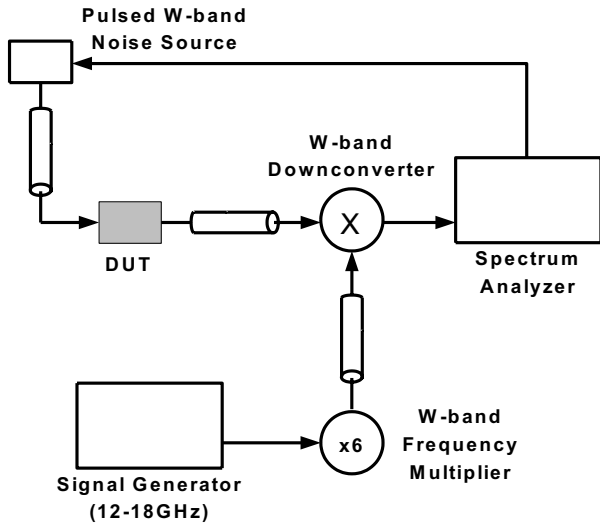 Pulsed W-band
Noise Source
W-band
Downconverter
X
DUT
Spectrum
Analyzer
x6
W-band
Frequency
Multiplier
Signal Generator
(12-18GHz)